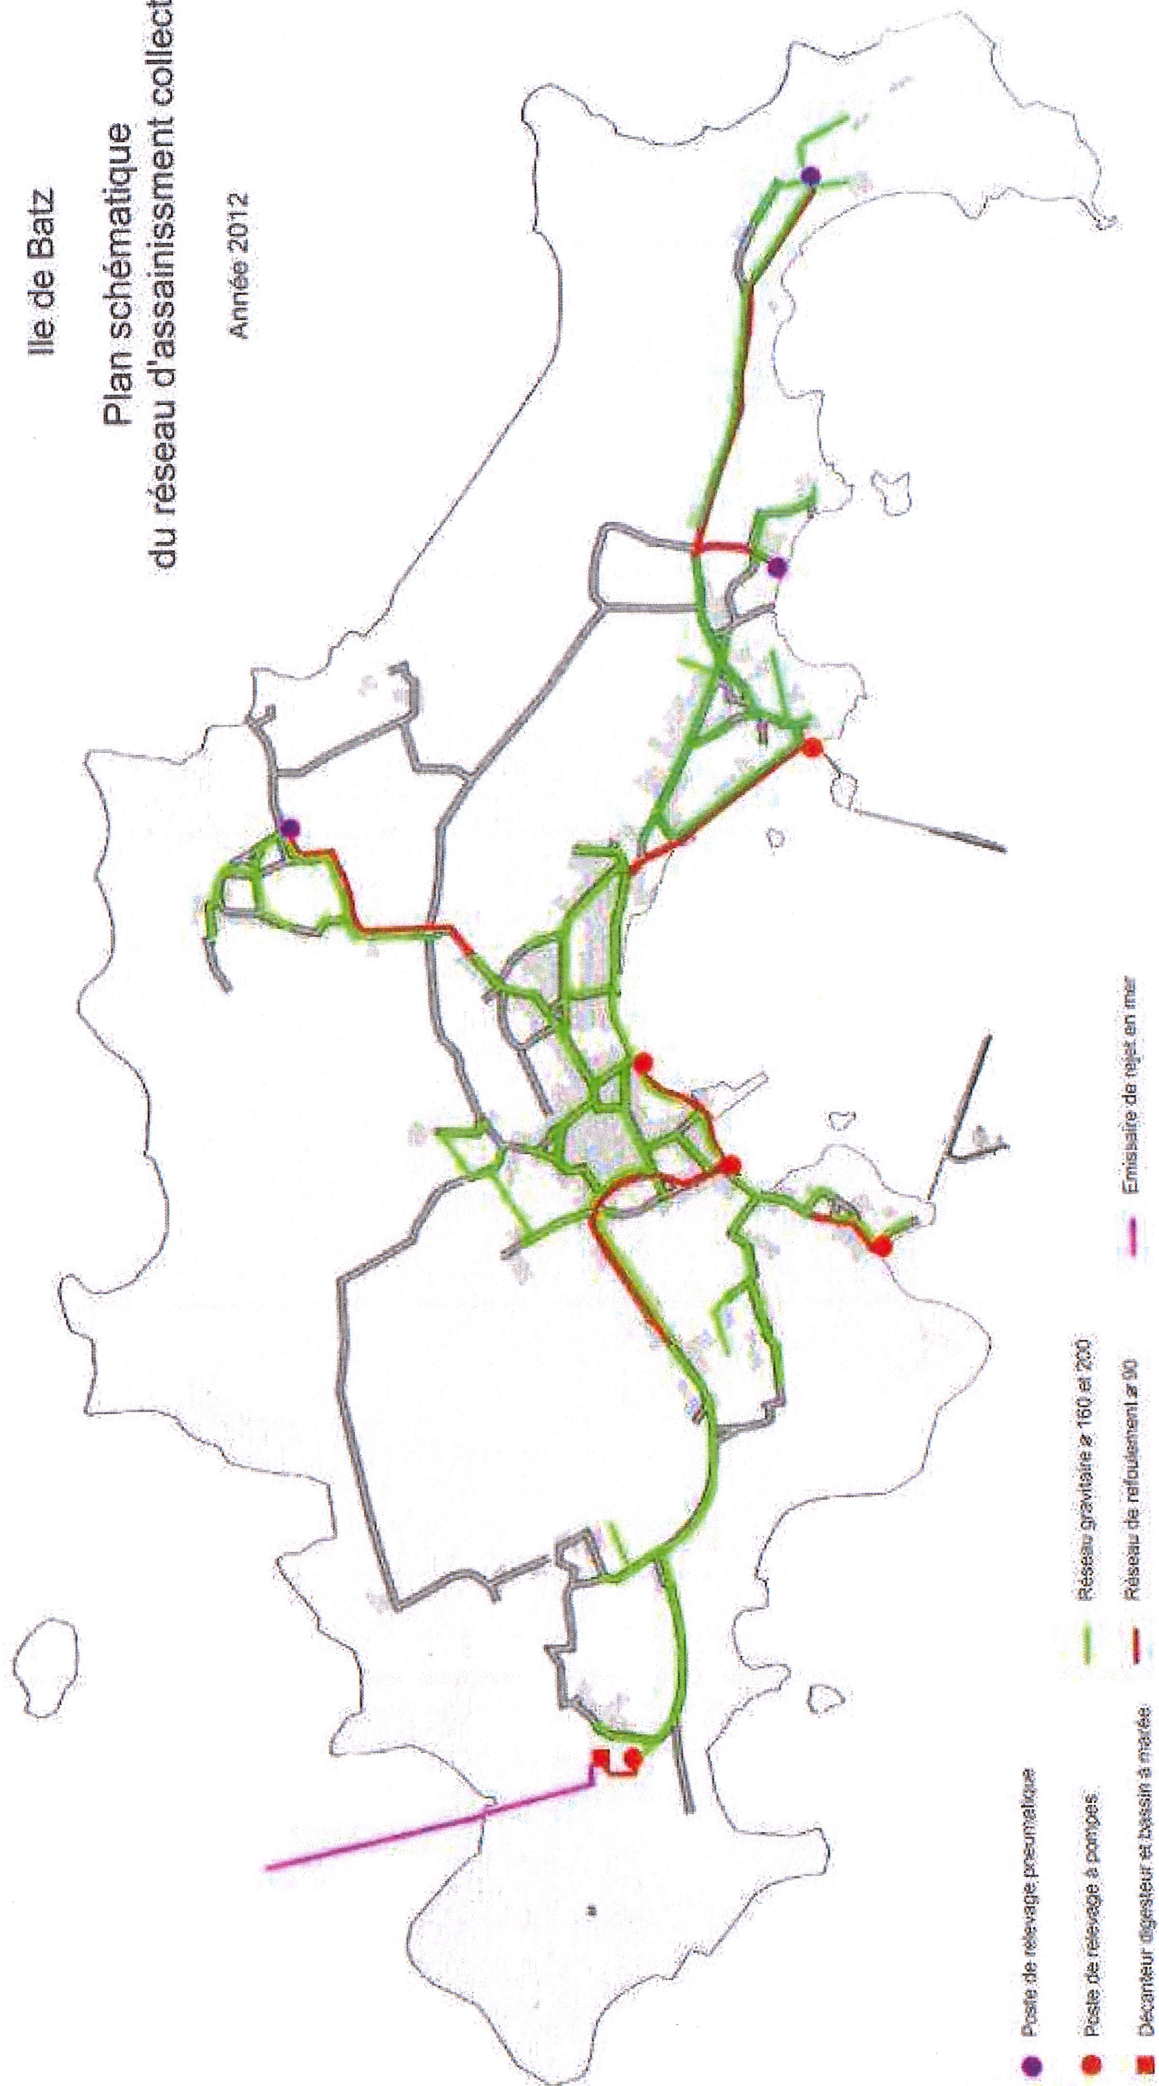 Ile de Batz
Plan schématique
du réseau d'assainissment collect
Année 2012
Poste de relevage pneumatique
Poste de relevage à pompes
Décanteur digesteur et bassin à marée
Réseau gravitaire ø 160 et 200
Réseau de refoulement ø 90
Emissaire de rejet en mer